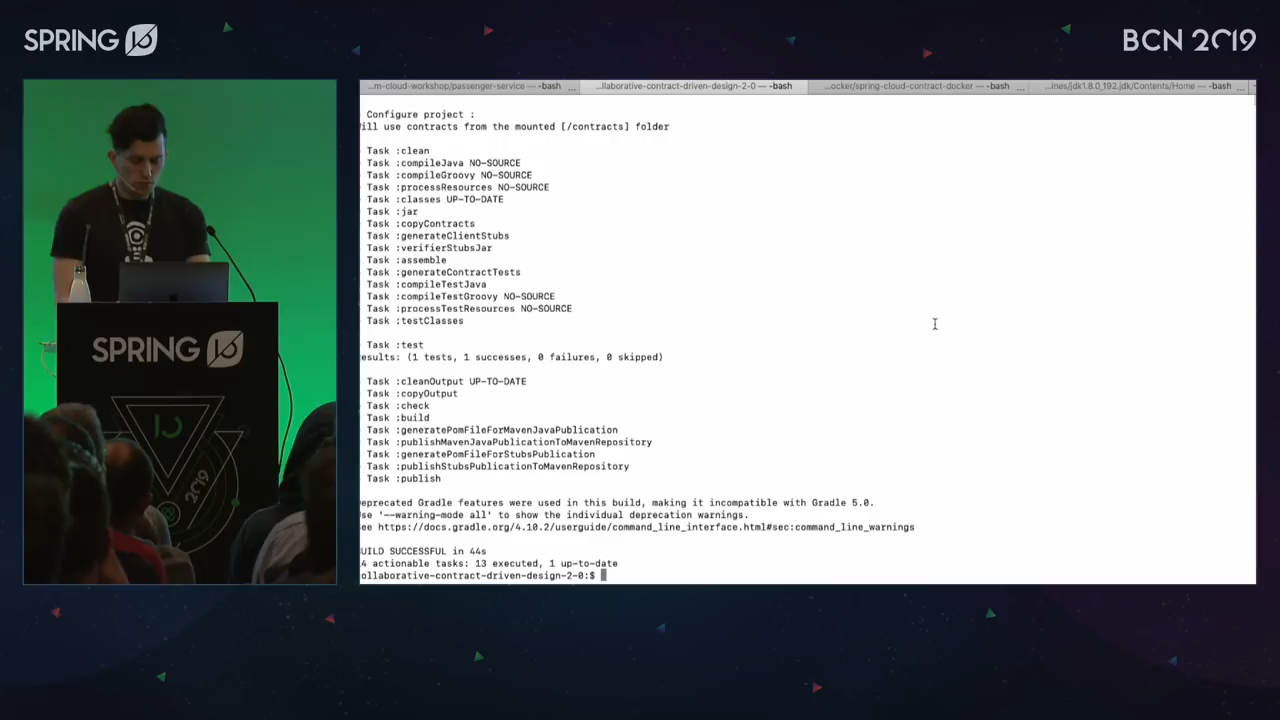 SPRING IO
BCN 2019
...m-cloud-workshop/passenger-service — -bash ...
...llaborative-contract-driven-design-2-0 — -bash
...ocker/spring-cloud-contract-docker — -bash ...
...ines/jdk1.8.0_192.jdk/Contents/Home — -bash ...
Configure project :
ill use contracts from the mounted [/contracts] folder
Task :clean
Task :compileJava NO-SOURCE
Task :compileGroovy NO-SOURCE
Task :processResources NO-SOURCE
Task :classes UP-TO-DATE
Task :jar
Task :copyContracts
Task :generateClientStubs
Task :verifierStubsJar
Task :assemble
Task :generateContractTests
Task :compileTestJava
Task :compileTestGroovy NO-SOURCE
Task :processTestResources NO-SOURCE
Task :testClasses
Task :test
esults: (1 tests, 1 successes, 0 failures, 0 skipped)
Task :cleanOutput UP-TO-DATE
Task :copyOutput
Task :check
Task :build
Task :generatePomFileForMavenJavaPublication
Task :publishMavenJavaPublicationToMavenRepository
Task :generatePomFileForStubsPublication
Task :publishStubsPublicationToMavenRepository
Task :publish
eprecated Gradle features were used in this build, making it incompatible with Gradle 5.0.
se '--warning-mode all' to show the individual deprecation warnings.
ee https://docs.gradle.org/4.10.2/userguide/command_line_interface.html#sec:command_line_warnings
UILD SUCCESSFUL in 44s
4 actionable tasks: 13 executed, 1 up-to-date
ollaborative-contract-driven-design-2-0:$
SPRING IO
IO
2019